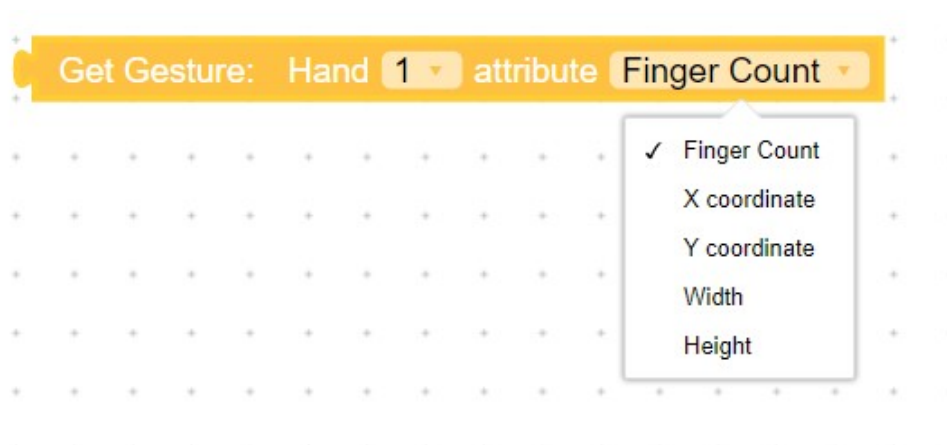 Get Gesture: Hand 1 attribute Finger Count
✓ Finger Count
X coordinate
Y coordinate
Width
Height